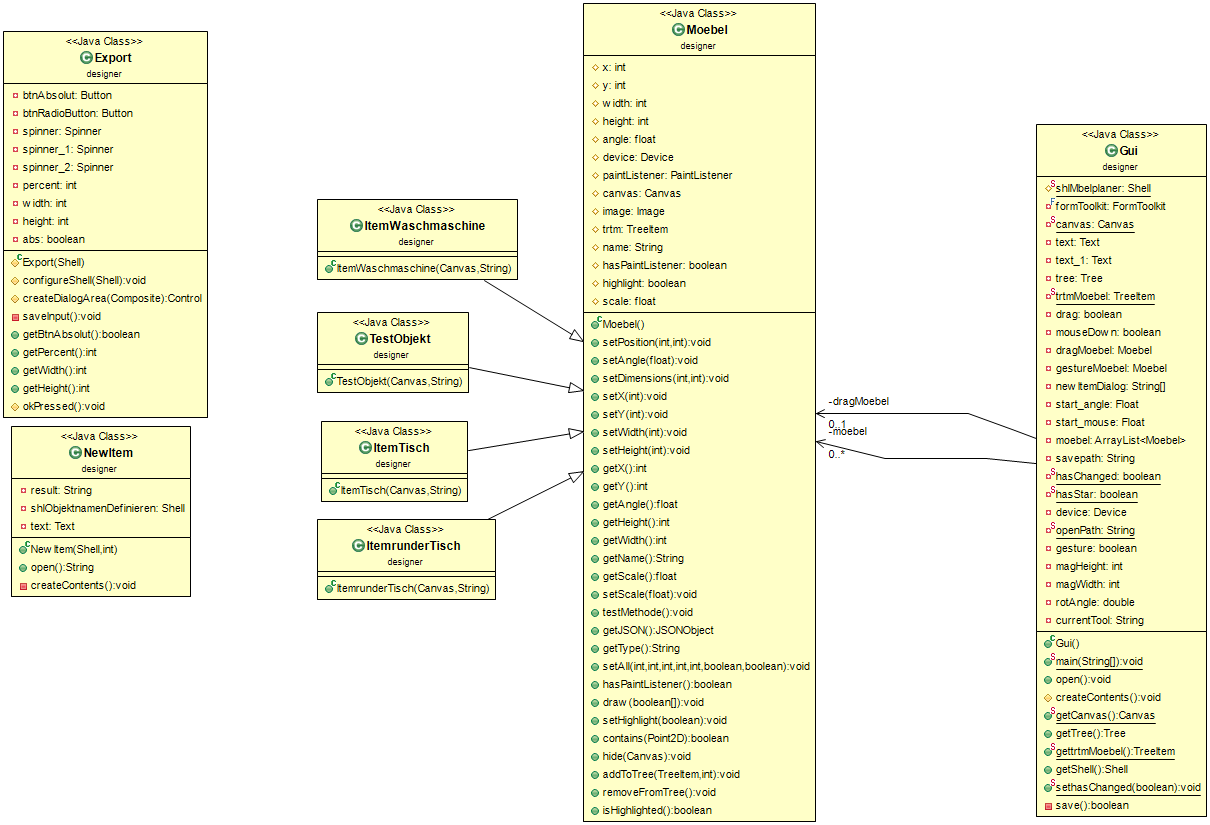 <<Java Class>>
Export
designer
btnAbsolut: Button
btnRadioButton: Button
spinner: Spinner
spinner_1: Spinner
spinner_2: Spinner
percent: int
width: int
height: int
abs: boolean
Export(Shell)
configureShell(Shell):void
createDialogArea(Composite):Control
saveInput():void
getBtnAbsolut():boolean
getPercent():int
getWidth():int
getHeight():int
okPressed():void
<<Java Class>>
NewItem
designer
result: String
shlObjektnamenDefinieren: Shell
text: Text
NewItem(Shell,int)
open():String
createContents():void
<<Java Class>>
ItemWaschmaschine
designer
ItemWaschmaschine(Canvas,String)
<<Java Class>>
TestObjekt
designer
TestObjekt(Canvas,String)
<<Java Class>>
ItemTisch
designer
ItemTisch(Canvas,String)
<<Java Class>>
ItemrunderTisch
designer
ItemrunderTisch(Canvas,String)
<<Java Class>>
Moebel
designer
x: int
y: int
width: int
height: int
angle: float
device: Device
paintListener: PaintListener
canvas: Canvas
image: Image
trtm: TreeItem
name: String
hasPaintListener: boolean
highlight: boolean
scale: float
Moebel()
setPosition(int,int):void
setAngle(float):void
setDimensions(int,int):void
setX(int):void
setY(int):void
setWidth(int):void
setHeight(int):void
getX():int
getY():int
getAngle():float
getHeight():int
getWidth():int
getName():String
getScale():float
setScale(float):void
testMethode():void
getJSON():JSONObject
getType():String
setAll(int,int,int,int,int,boolean,boolean):void
hasPaintListener():boolean
draw(boolean[]):void
setHighlight(boolean):void
contains(Point2D):boolean
hide(Canvas):void
addToTree(TreeItem,int):void
removeFromTree():void
isHighlighted():boolean
-dragMoebel
0..1
-moebel
0..*
<<Java Class>>
Gui
designer
shlMbelplaner: Shell
formToolkit: FormToolkit
canvas: Canvas
text: Text
text_1: Text
tree: Tree
trtmMoebel: TreeItem
drag: boolean
mouseDown: boolean
dragMoebel: Moebel
gestureMoebel: Moebel
newItemDialog: String[]
start_angle: Float
start_mouse: Float
moebel: ArrayList<Moebel>
savepath: String
hasChanged: boolean
hasStar: boolean
device: Device
openPath: String
gesture: boolean
magHeight: int
magWidth: int
rotAngle: double
currentTool: String
Gui()
main(String[]):void
open():void
createContents():void
getCanvas():Canvas
getTree():Tree
gettrtmMoebel():TreeItem
getShell():Shell
sethasChanged(boolean):void
save():boolean